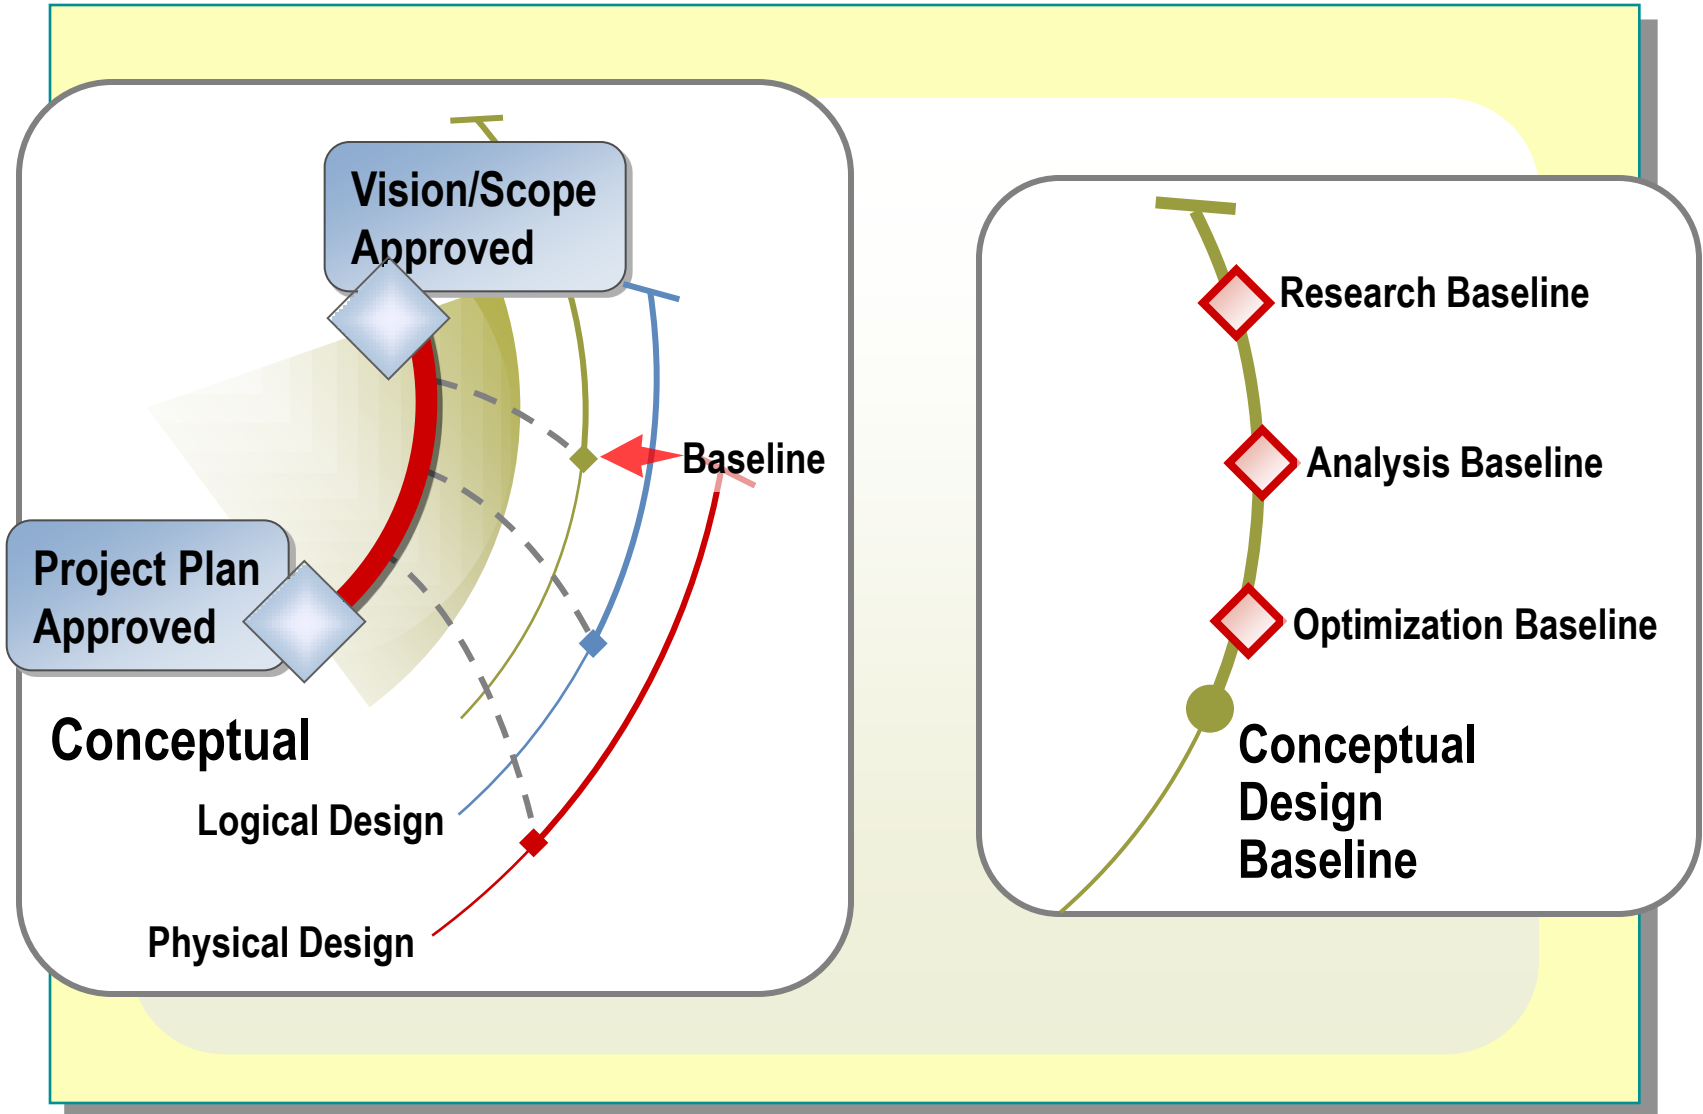 Vision/Scope
Approved
Baseline
Project Plan
Approved
Conceptual
Logical Design
Physical Design
Research Baseline
Analysis Baseline
Optimization Baseline
Conceptual
Design
Baseline